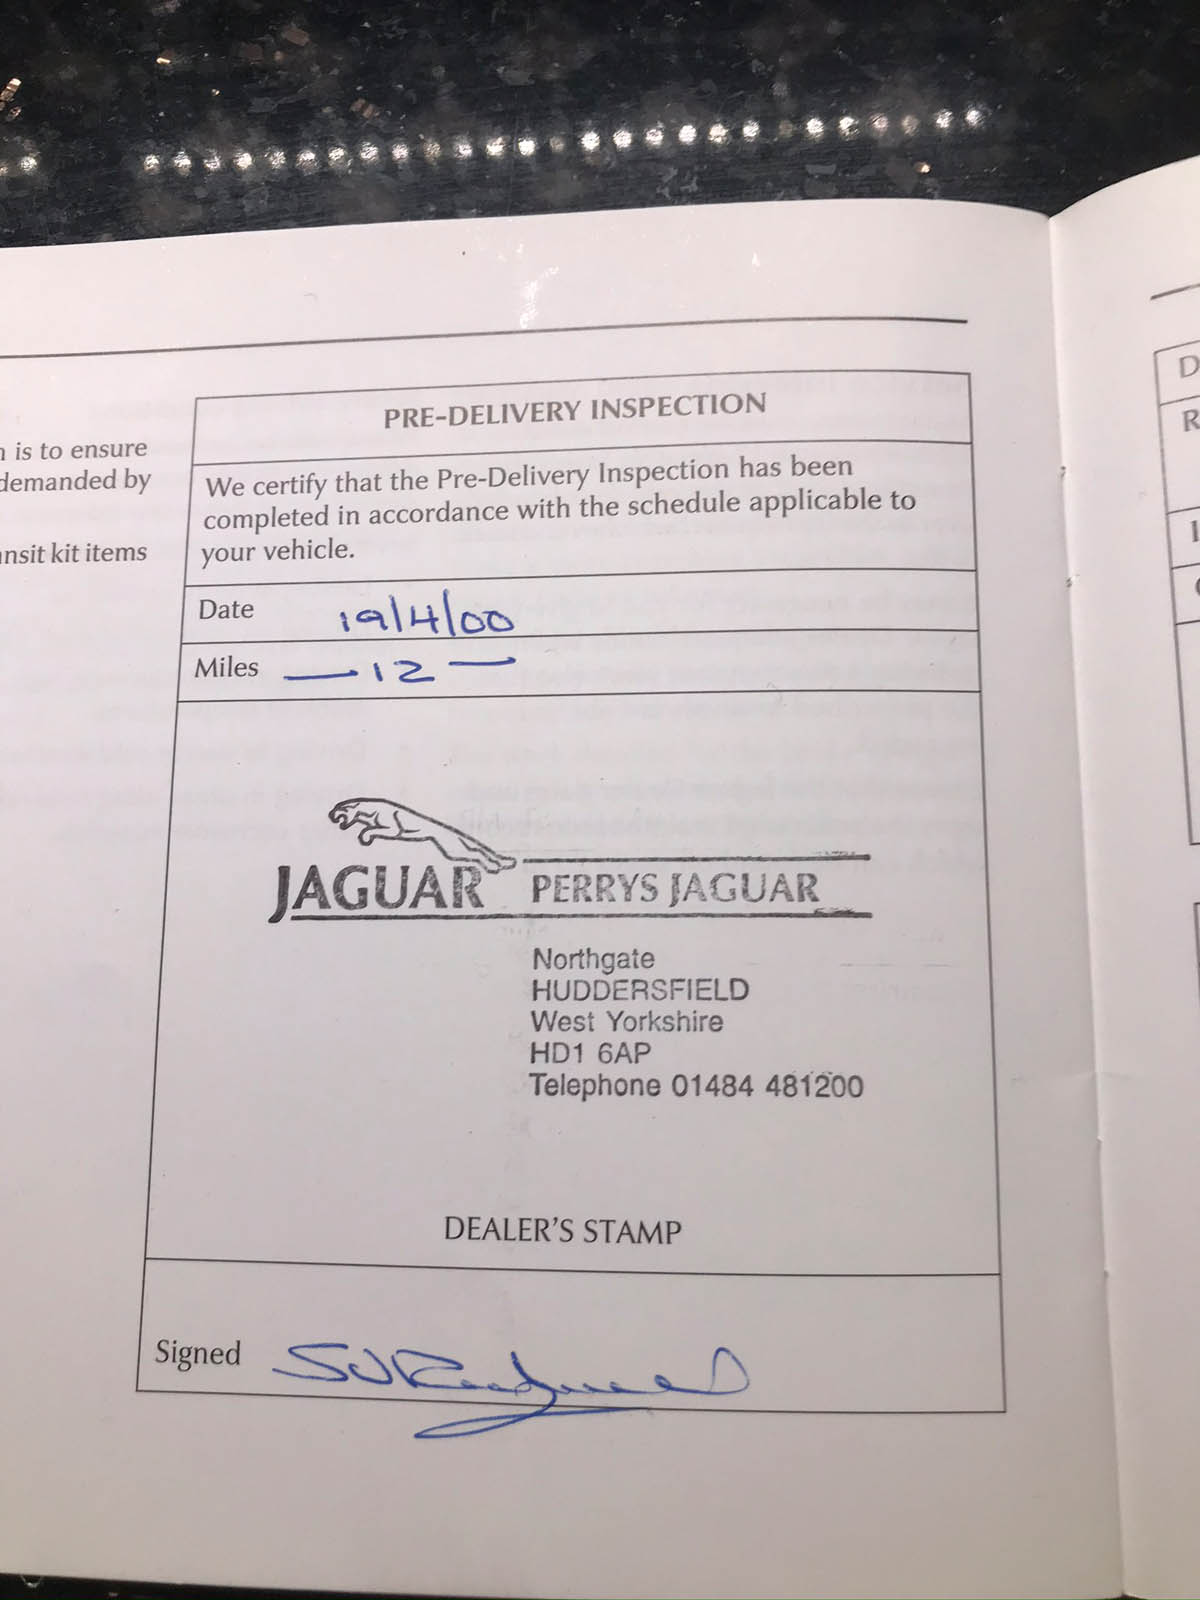 n is to ensure
demanded by
ansit kit items
PRE-DELIVERY INSPECTION
We certify that the Pre-Delivery Inspection has been
completed in accordance with the schedule applicable to
your vehicle.
Date 19/4/00
Miles — 12 —
JAGUAR PERRYS JAGUAR
Northgate
HUDDERSFIELD
West Yorkshire
HD1 6AP
Telephone 01484 481200
DEALER'S STAMP
Signed
D
R